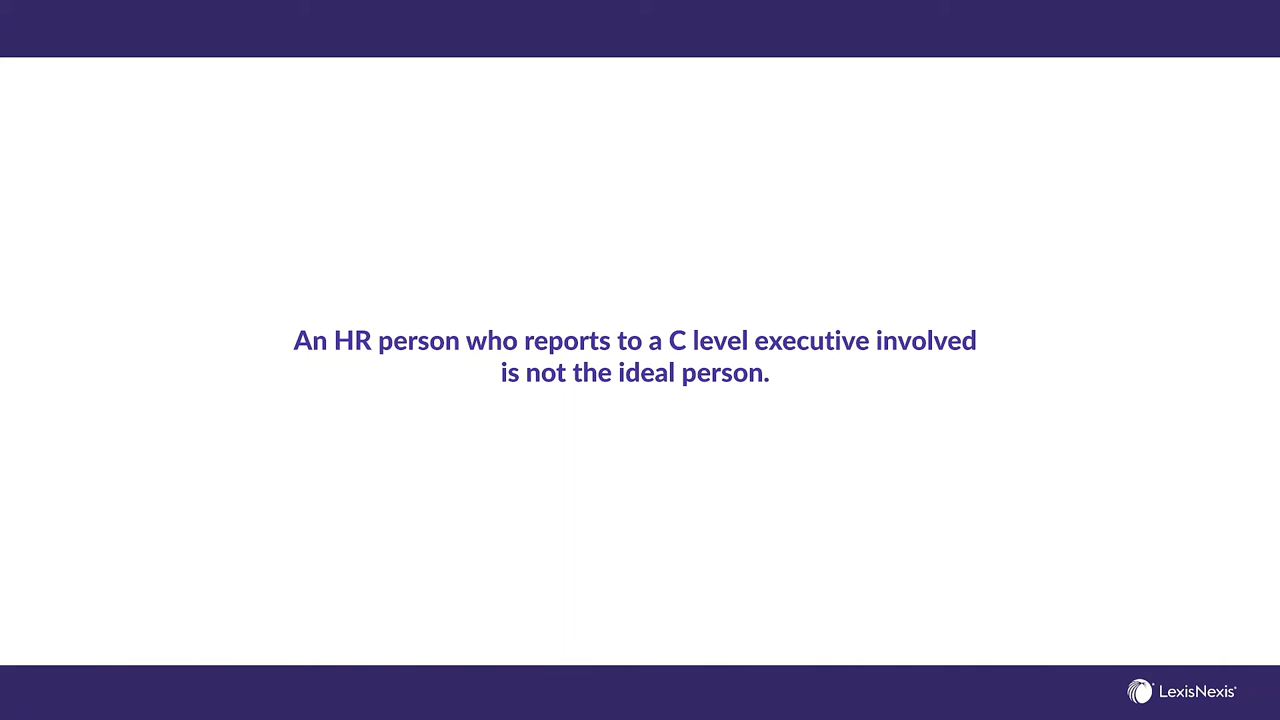 An HR person who reports to a C level executive involved
is not the ideal person.
LexisNexis®